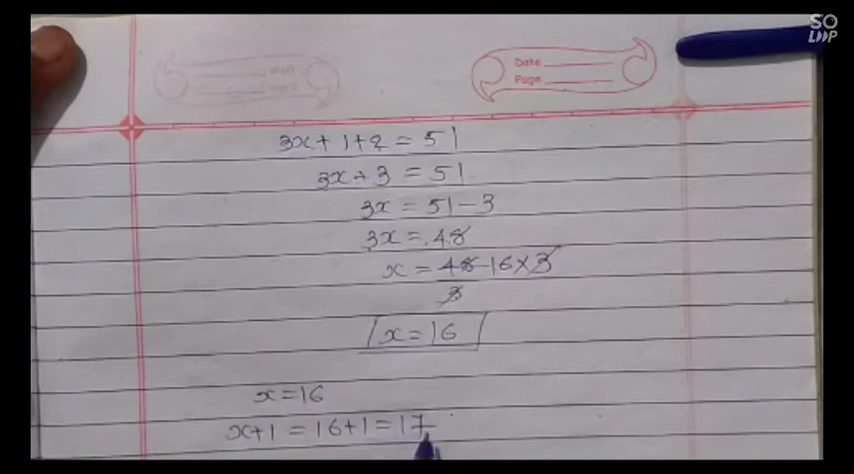 SO
LOOP
Date
Page
3x + 1 + 2 = 51
3x + 3 = 51
3x = 51 - 3
3x = 48
x = 48 16 × 3
3
x = 16
x = 16
x + 1 = 16 + 1 = 17